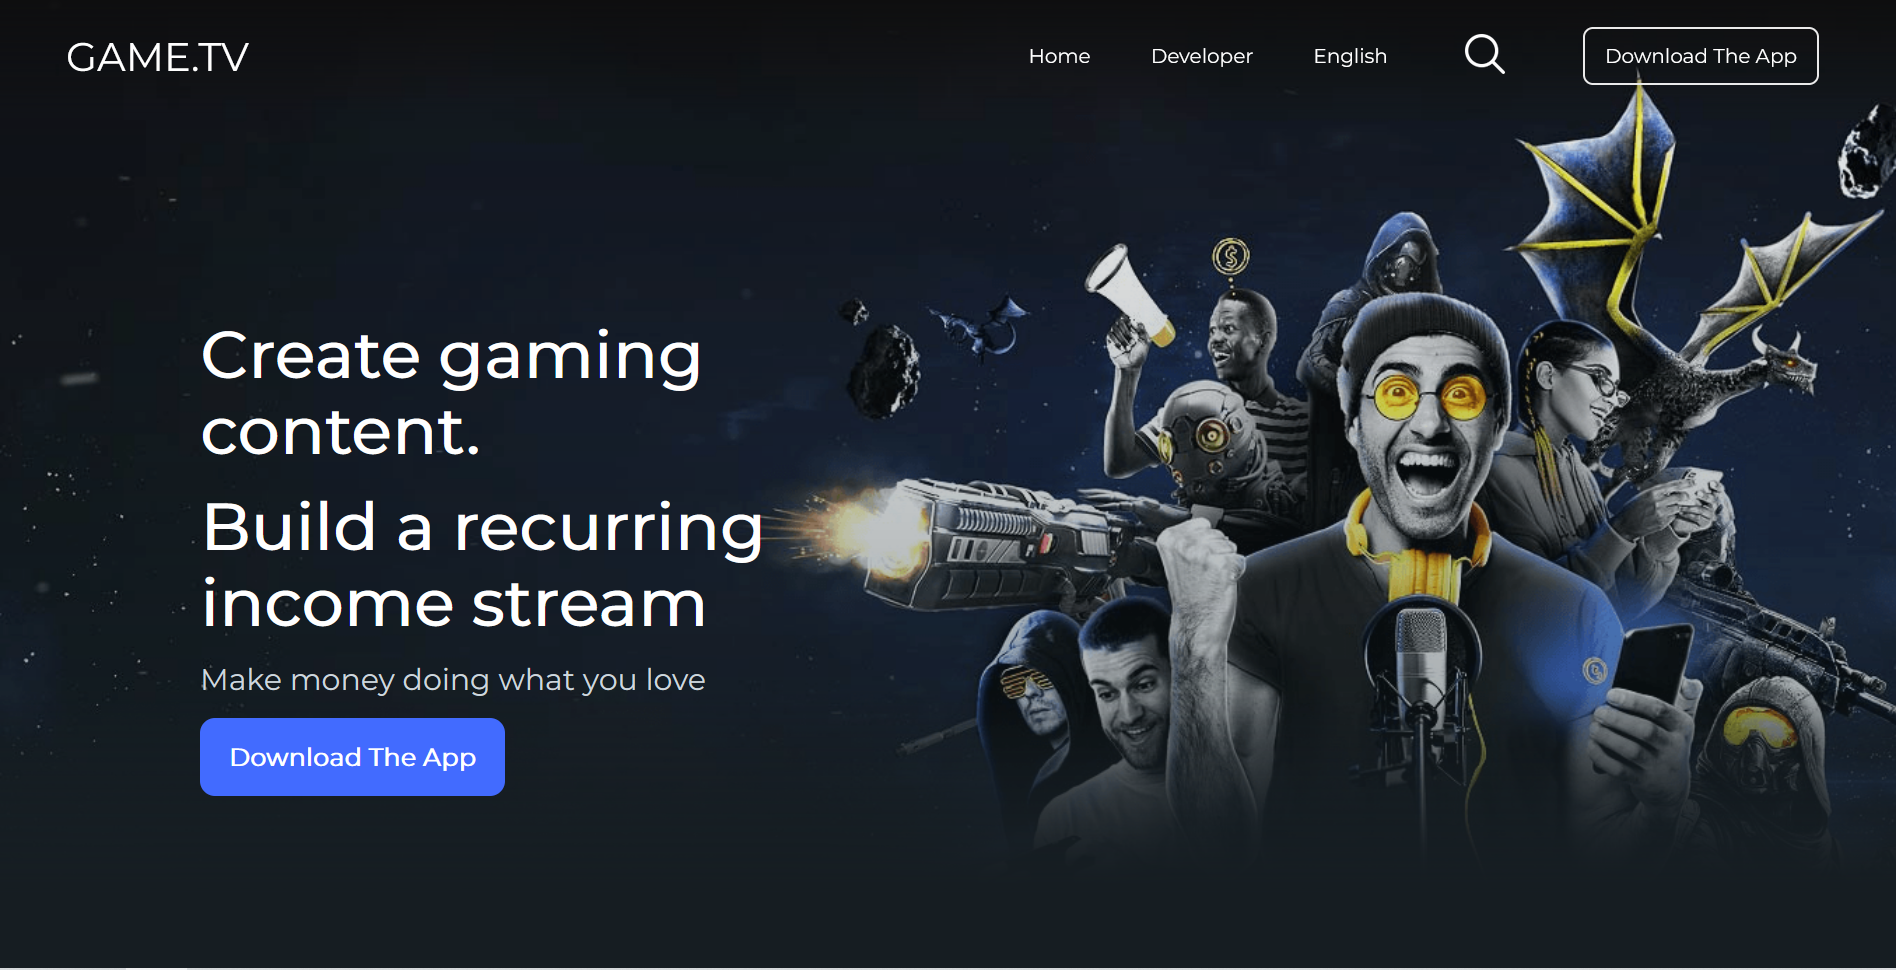 GAME.TV
Home
Developer
English
Download The App
Create gaming
content.
Build a recurring
income stream
Make money doing what you love
Download The App